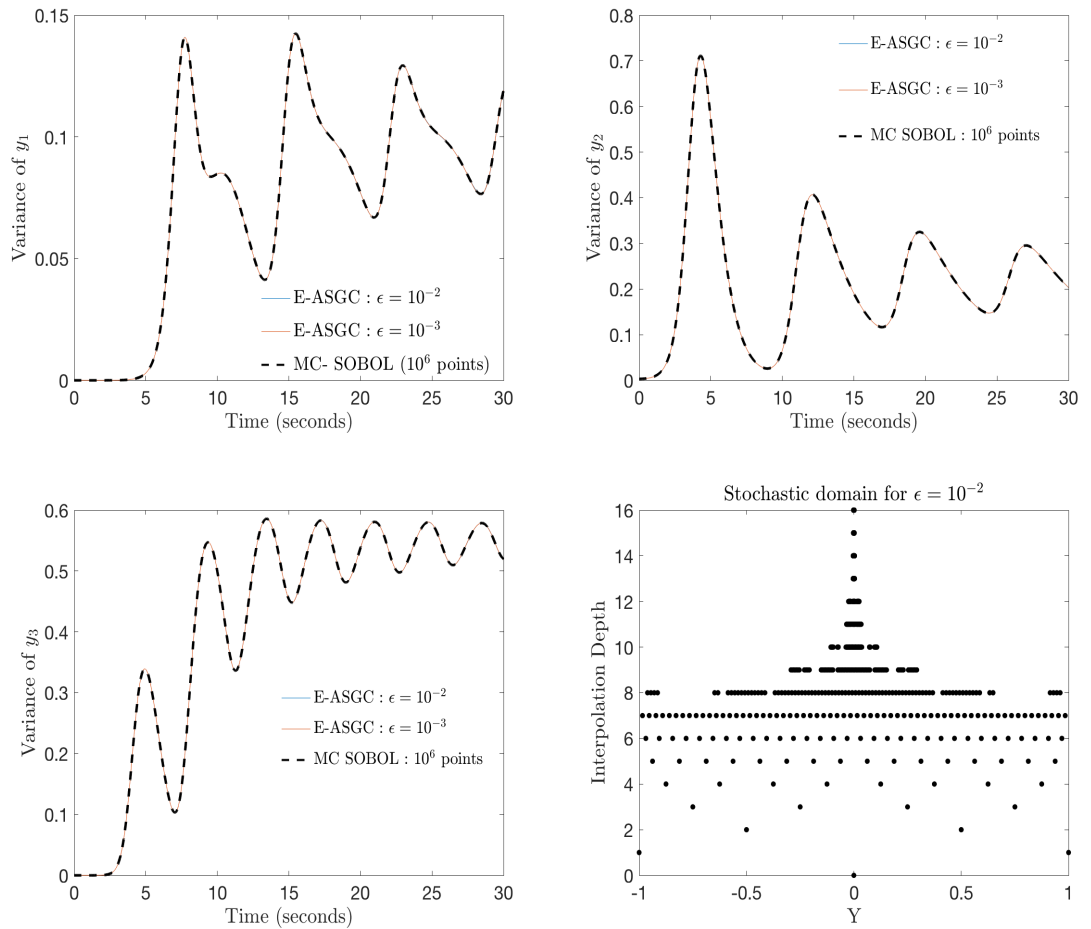 0.15
0.1
0.05
0
0 5 10 15 20 25 30
Variance of y₁
Time (seconds)
E-ASGC : ϵ = 10⁻²
E-ASGC : ϵ = 10⁻³
MC- SOBOL (10⁶ points)
0.8
0.7
0.6
0.5
0.4
0.3
0.2
0.1
0
0 5 10 15 20 25 30
Variance of y₂
Time (seconds)
E-ASGC : ϵ = 10⁻²
E-ASGC : ϵ = 10⁻³
MC SOBOL : 10⁶ points
0.6
0.5
0.4
0.3
0.2
0.1
0
0 5 10 15 20 25 30
Variance of y₃
Time (seconds)
E-ASGC : ϵ = 10⁻²
E-ASGC : ϵ = 10⁻³
MC SOBOL : 10⁶ points
Stochastic domain for ϵ = 10⁻²
16
14
12
10
8
6
4
2
0
-1 -0.5 0 0.5 1
Interpolation Depth
Y